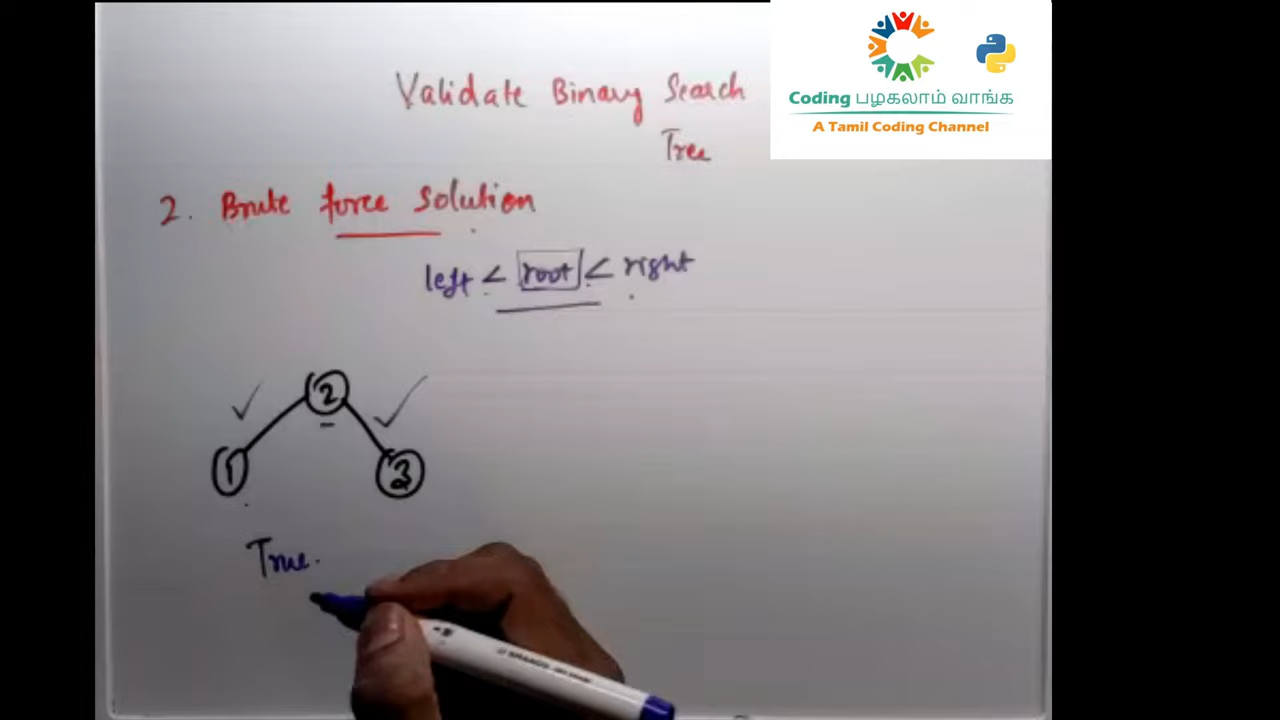 Validate Binary Search
Tree
Coding பழகலாம் வாங்க
A Tamil Coding Channel
2. Brute force solution
left < root < right
2
1
3
True.